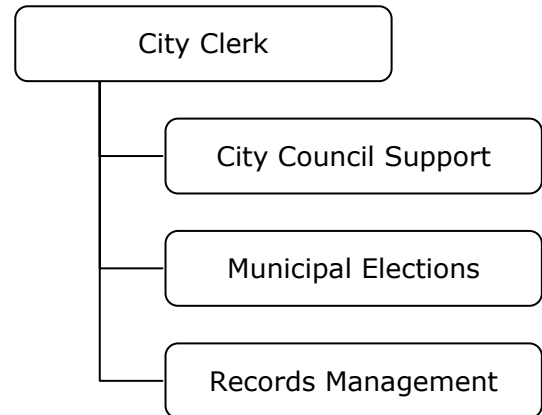 City Clerk
City Council Support
Municipal Elections
Records Management